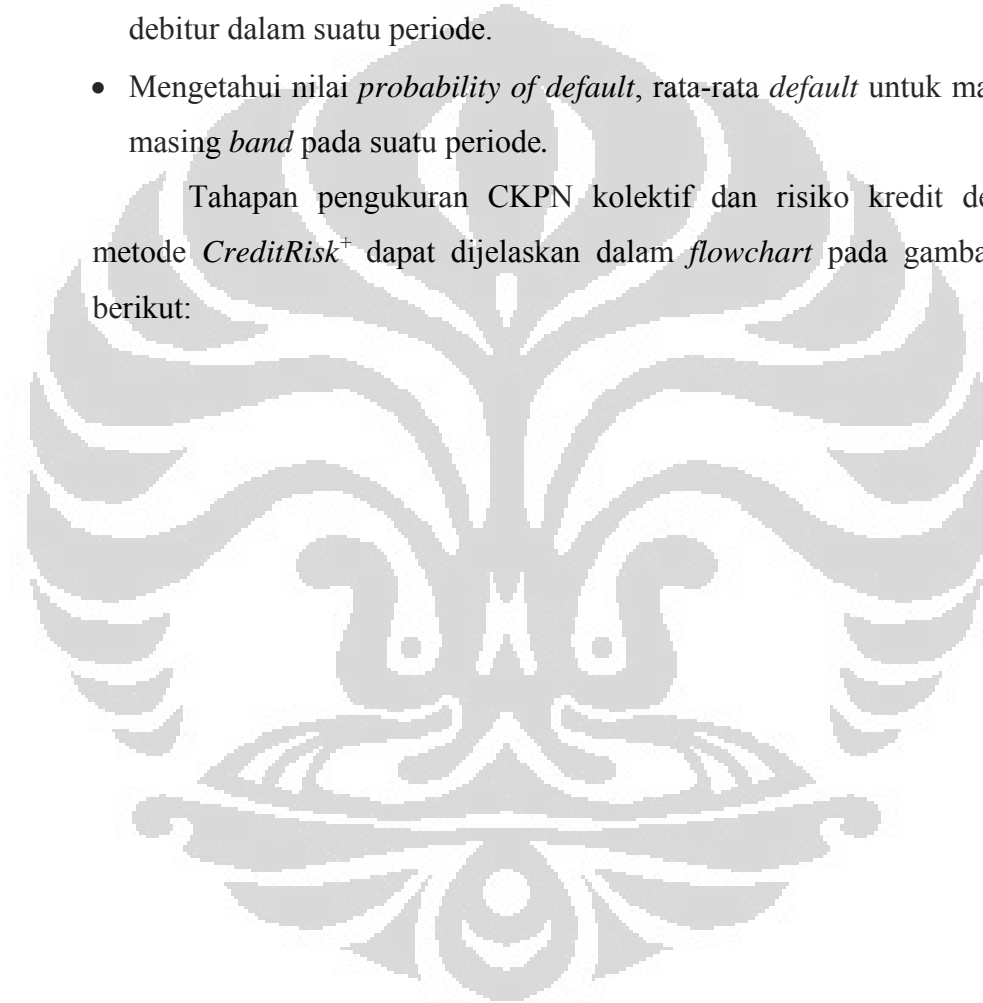 debitur dalam suatu periode.
• Mengetahui nilai probability of default, rata-rata default untuk ma
masing band pada suatu periode.
Tahapan pengukuran CKPN kolektif dan risiko kredit de
metode CreditRisk+ dapat dijelaskan dalam flowchart pada gamba
berikut: